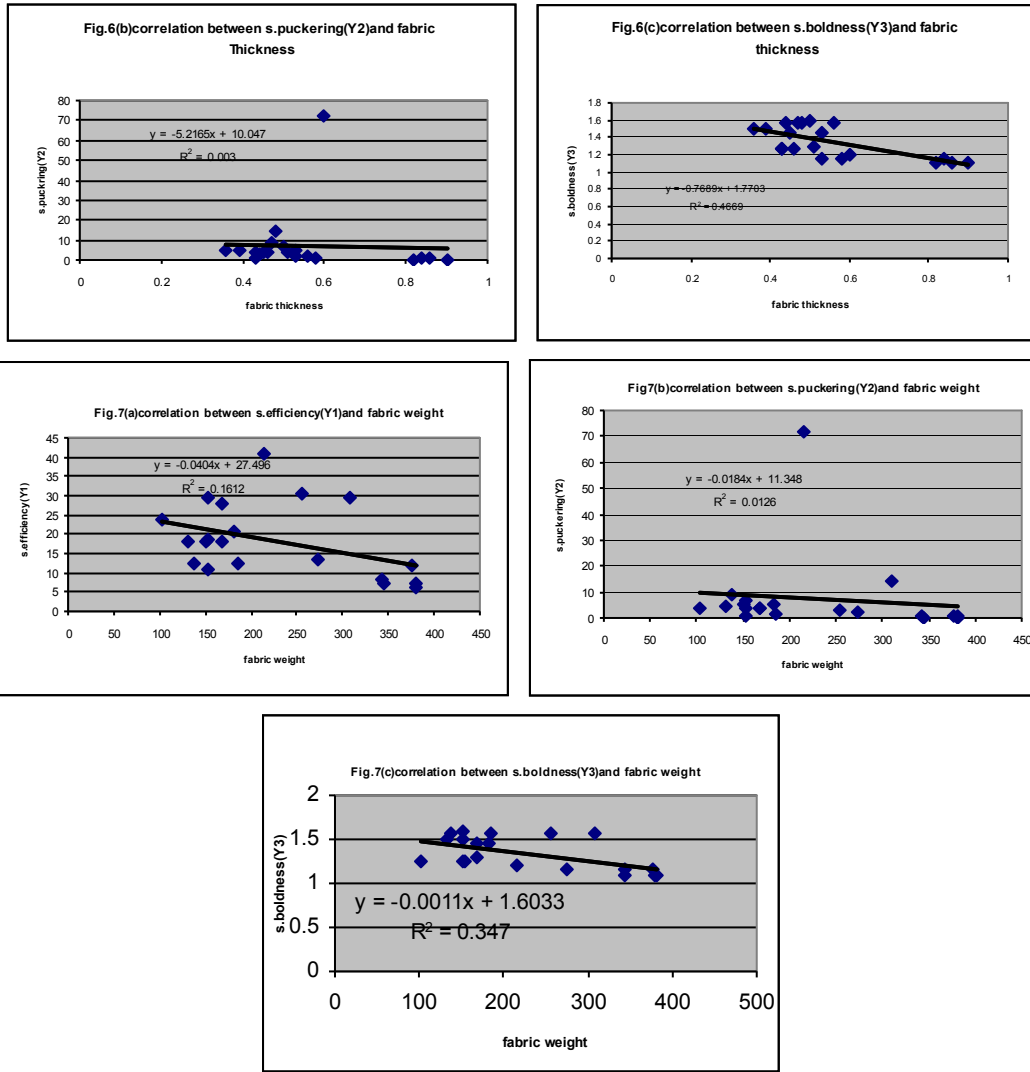 Fig.6(b)correlation between s.puckering(Y2)and fabric
Thickness
80
70
60
50
40
30
20
10
0
s.puckring(Y2)
y = -5.2165x + 10.047
R² = 0.003
0 0.2 0.4 0.6 0.8 1
fabric thickness
Fig.6(c)correlation between s.boldness(Y3)and fabric
thickness
1.8
1.6
1.4
1.2
1
0.8
0.6
0.4
0.2
0
s.boldness(Y3)
y = -0.7689x + 1.7703
R² = 0.4669
0 0.2 0.4 0.6 0.8 1
fabric thickness
Fig.7(a)correlation between s.efficiency(Y1)and fabric weight
45
40
35
30
25
20
15
10
5
0
s.efficiency(Y1)
y = -0.0404x + 27.496
R² = 0.1612
0 50 100 150 200 250 300 350 400 450
fabric weight
Fig7(b)correlation between s.puckering(Y2)and fabric weight
80
70
60
50
40
30
20
10
0
s.puckering(Y2)
y = -0.0184x + 11.348
R² = 0.0126
0 50 100 150 200 250 300 350 400 450
fabric weight
Fig.7(c)correlation between s.boldness(Y3)and fabric weight
2
1.5
1
0.5
0
s.boldness(Y3)
y = -0.0011x + 1.6033
R² = 0.347
0 100 200 300 400 500
fabric weight